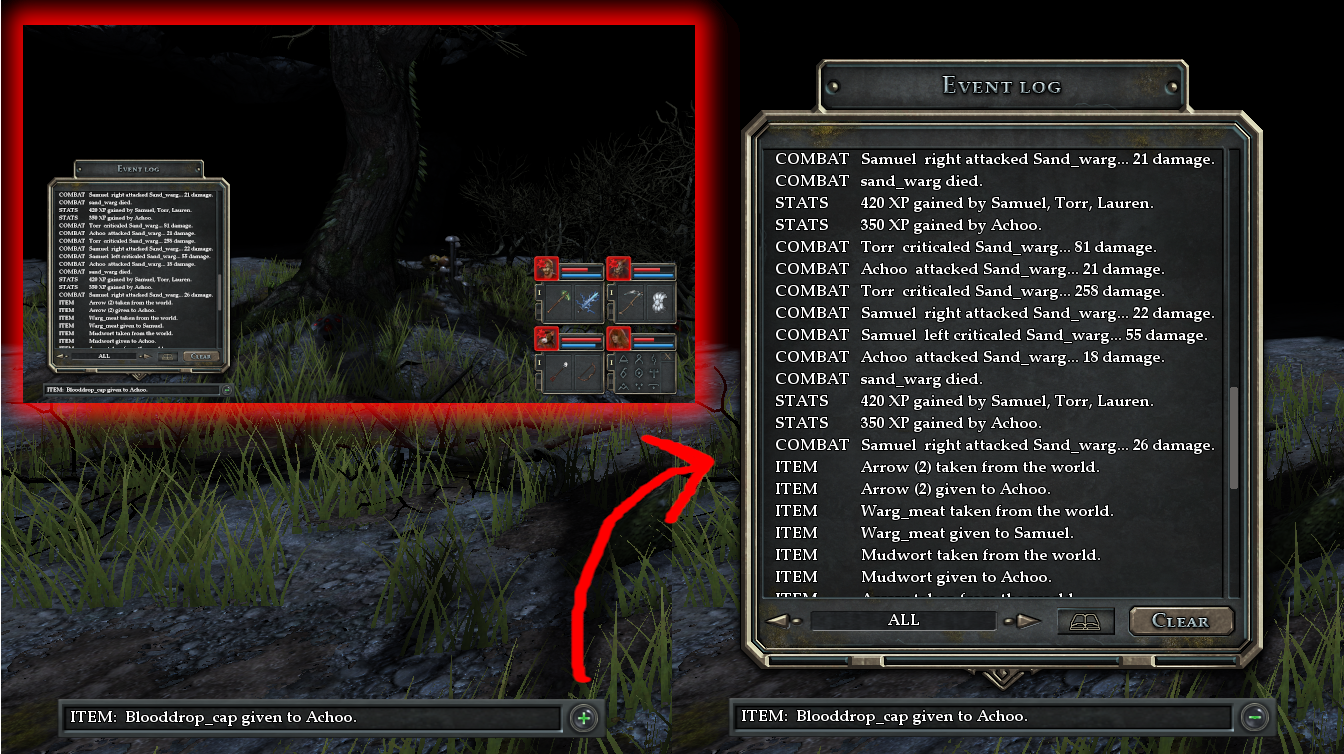 EVENT LOG
COMBAT Samuel right attacked Sand_warg... 21 damage.
COMBAT sand_warg died.
STATS 420 XP gained by Samuel, Torr, Lauren.
STATS 350 XP gained by Achoo.
COMBAT Torr criticaled Sand_warg... 81 damage.
COMBAT Achoo attacked Sand_warg... 21 damage.
COMBAT Torr criticaled Sand_warg... 258 damage.
COMBAT Samuel right attacked Sand_warg... 22 damage.
COMBAT Samuel left criticaled Sand_warg... 55 damage.
COMBAT Achoo attacked Sand_warg... 18 damage.
COMBAT sand_warg died.
STATS 420 XP gained by Samuel, Torr, Lauren.
STATS 350 XP gained by Achoo.
COMBAT Samuel right attacked Sand_warg... 26 damage.
ITEM Arrow (2) taken from the world.
ITEM Arrow (2) given to Achoo.
ITEM Warg_meat taken from the world.
ITEM Warg_meat given to Samuel.
ITEM Mudwort taken from the world.
ITEM Mudwort given to Achoo.
ALL
CLEAR
ITEM: Blooddrop_cap given to Achoo.
I
I
I
I
ITEM: Blooddrop_cap given to Achoo.
EVENT LOG
COMBAT Samuel right attacked Sand_warg... 21 damage.
COMBAT sand_warg died.
STATS 420 XP gained by Samuel, Torr, Lauren.
STATS 350 XP gained by Achoo.
COMBAT Torr criticaled Sand_warg... 81 damage.
COMBAT Achoo attacked Sand_warg... 21 damage.
COMBAT Torr criticaled Sand_warg... 258 damage.
COMBAT Samuel right attacked Sand_warg... 22 damage.
COMBAT Samuel left criticaled Sand_warg... 55 damage.
COMBAT Achoo attacked Sand_warg... 18 damage.
COMBAT sand_warg died.
STATS 420 XP gained by Samuel, Torr, Lauren.
STATS 350 XP gained by Achoo.
COMBAT Samuel right attacked Sand_warg... 26 damage.
ITEM Arrow (2) taken from the world.
ITEM Arrow (2) given to Achoo.
ITEM Warg_meat taken from the world.
ITEM Warg_meat given to Samuel.
ITEM Mudwort taken from the world.
ITEM Mudwort given to Achoo.
ALL
CLEAR
ITEM: Blooddrop_cap given to Achoo.